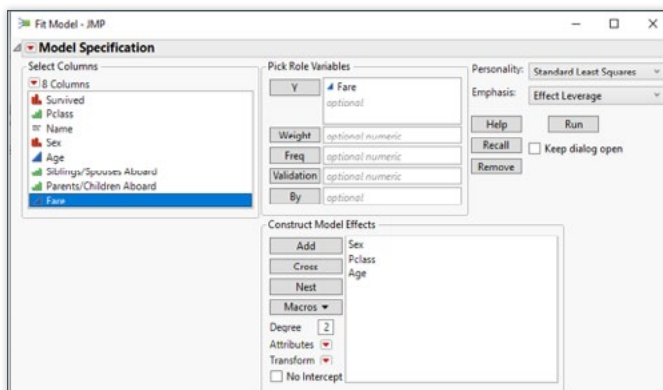 Fit Model - JMP
Model Specification
Select Columns
8 Columns
Survived
Pclass
Name
Sex
Age
Siblings/Spouses Aboard
Parents/Children Aboard
Fare
Pick Role Variables
Y
Fare
optional
Weight optional numeric
Freq optional numeric
Validation optional numeric
By optional
Personality: Standard Least Squares
Emphasis: Effect Leverage
Help Run
Recall Keep dialog open
Remove
Construct Model Effects
Add
Cross
Nest
Macros
Degree 2
Attributes
Transform
No Intercept
Sex
Pclass
Age